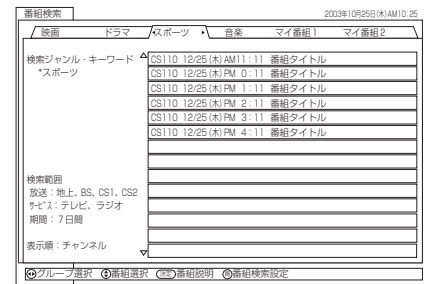 番組検索 2003年10月25日(木)AM10:25
映画 ドラマ スポーツ 音楽 マイ番組1 マイ番組2
検索ジャンル・キーワード
*スポーツ
CS110 12/25(木)AM11:11 番組タイトル
CS110 12/25(木)PM 0:11 番組タイトル
CS110 12/25(木)PM 1:11 番組タイトル
CS110 12/25(木)PM 2:11 番組タイトル
CS110 12/25(木)PM 3:11 番組タイトル
CS110 12/25(木)PM 4:11 番組タイトル
検索範囲
放送:地上、BS、CS1、CS2
サービス:テレビ、ラジオ
期間:7日間
表示順:チャンネル
グループ選択 番組選択 決定 番組説明 青 番組検索設定